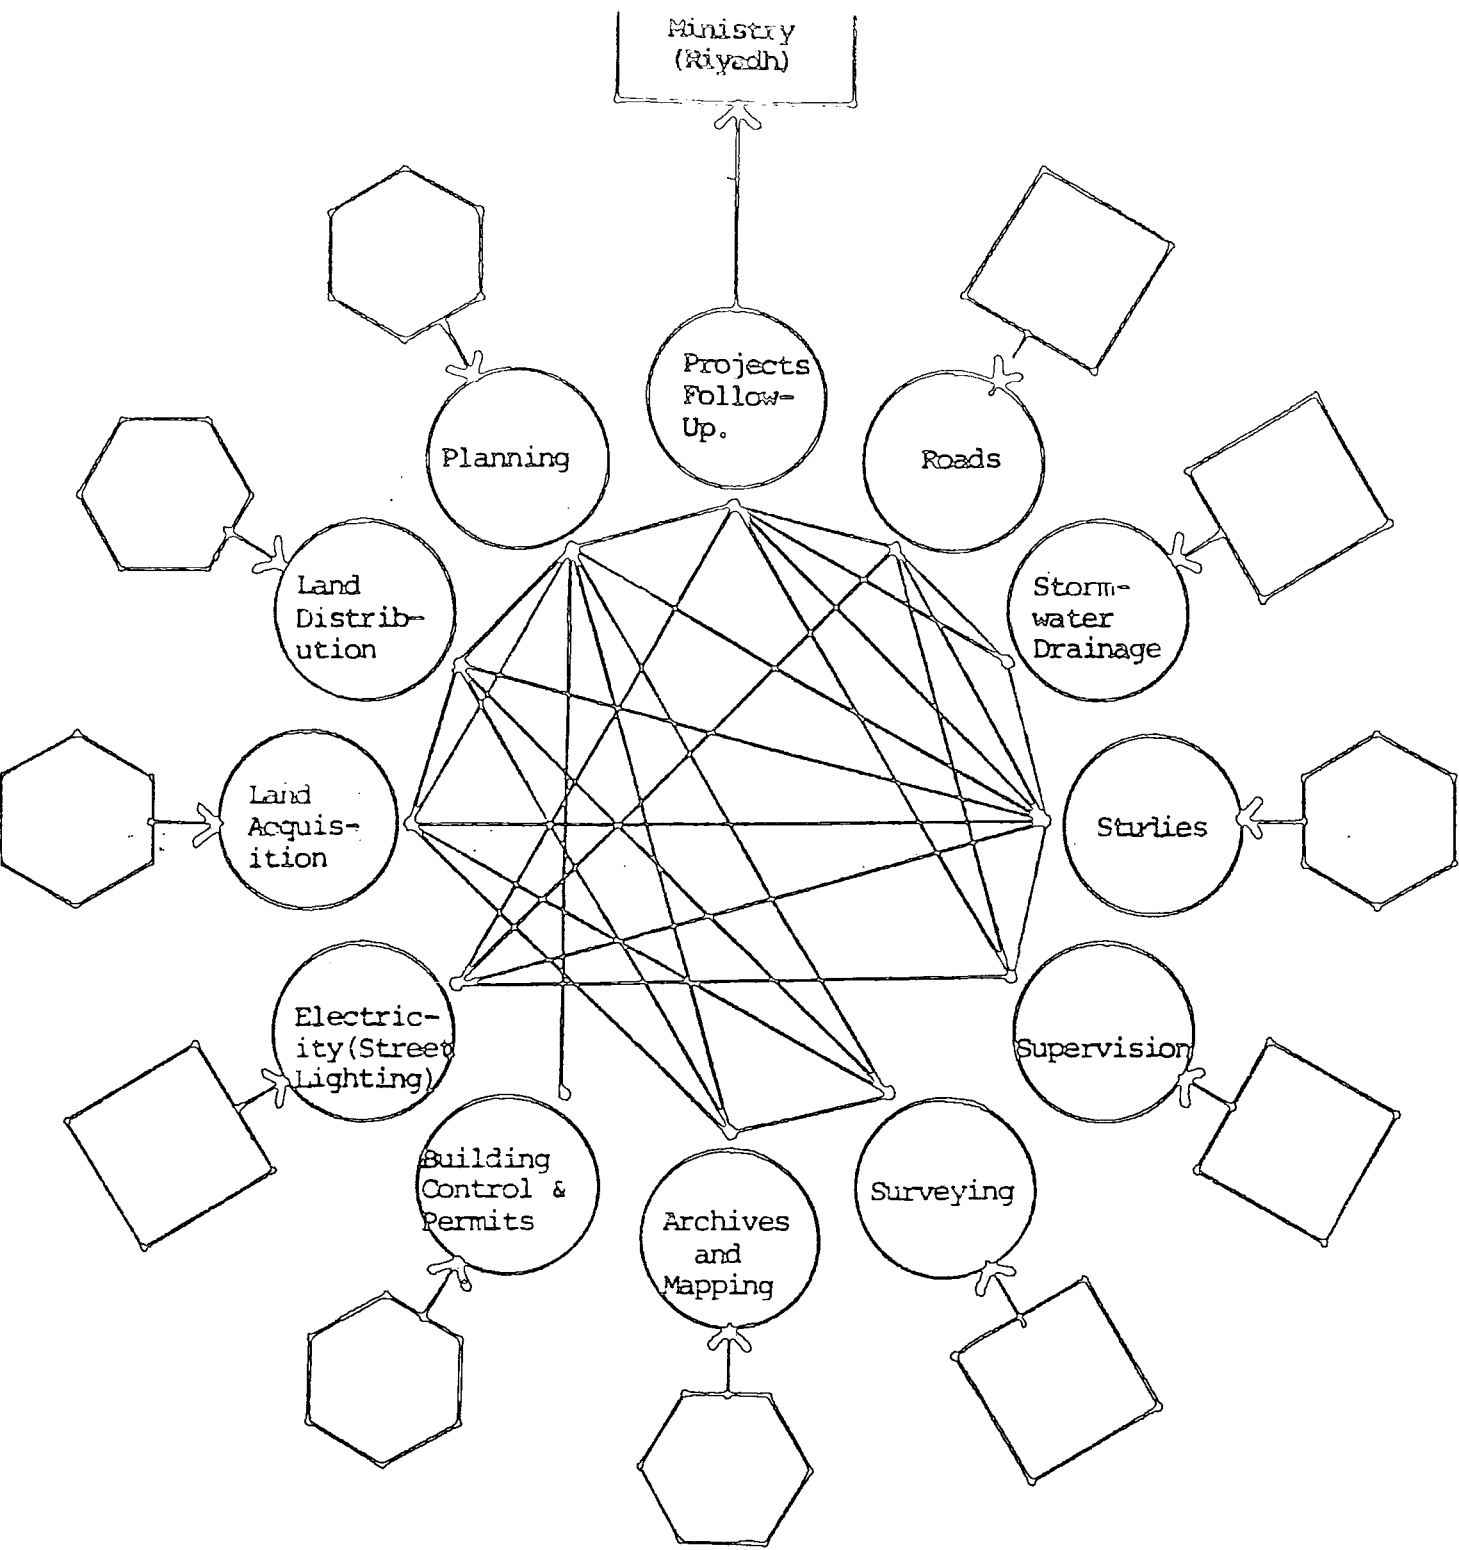 Ministry
(Riyadh)
Projects
Follow-
Up.
Planning
Roads
Land
Distrib-
ution
Storm-
water
Drainage
Land
Acquis-
ition
Studies
Electric-
ity(Street
Lighting)
Supervision
Building
Control &
Permits
Surveying
Archives
and
Mapping